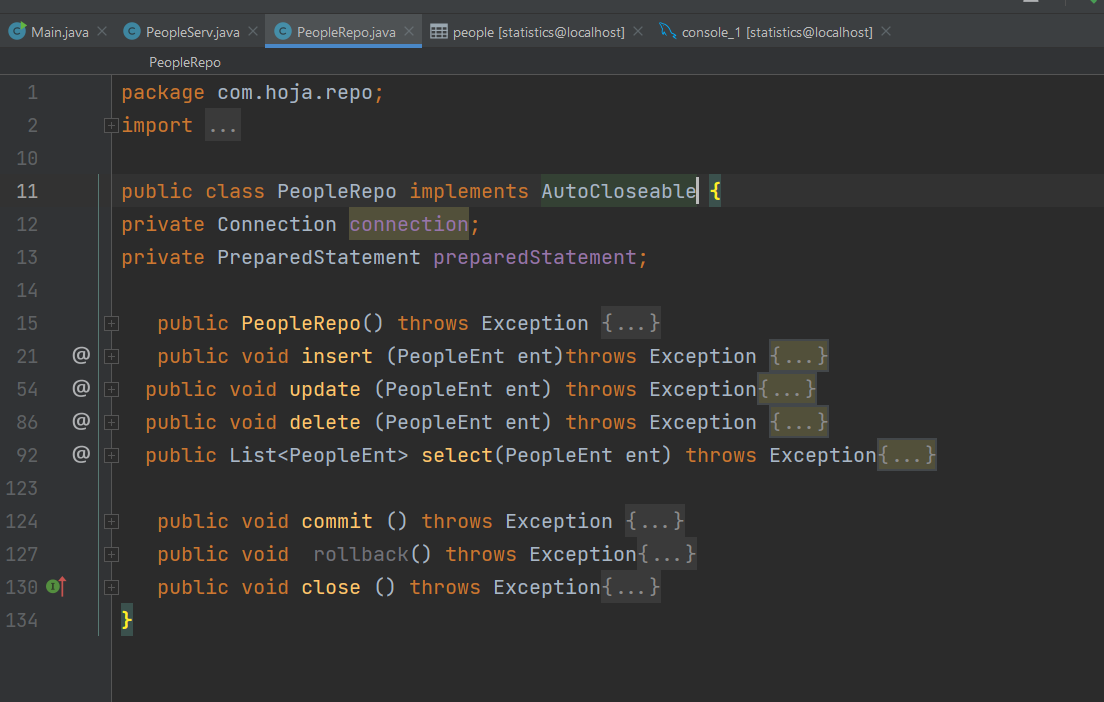 Main.java PeopleServ.java PeopleRepo.java people [statistics@localhost] console_1 [statistics@localhost]
PeopleRepo
1 package com.hoja.repo;
2 import ...
10
11 public class PeopleRepo implements AutoCloseable {
12 private Connection connection;
13 private PreparedStatement preparedStatement;
14
15 public PeopleRepo() throws Exception {...}
21 @ public void insert (PeopleEnt ent)throws Exception {...}
54 @ public void update (PeopleEnt ent) throws Exception{...}
86 @ public void delete (PeopleEnt ent) throws Exception {...}
92 @ public List<PeopleEnt> select(PeopleEnt ent) throws Exception{...}
123
124 public void commit () throws Exception {...}
127 public void  rollback() throws Exception{...}
130 public void close () throws Exception{...}
134 }